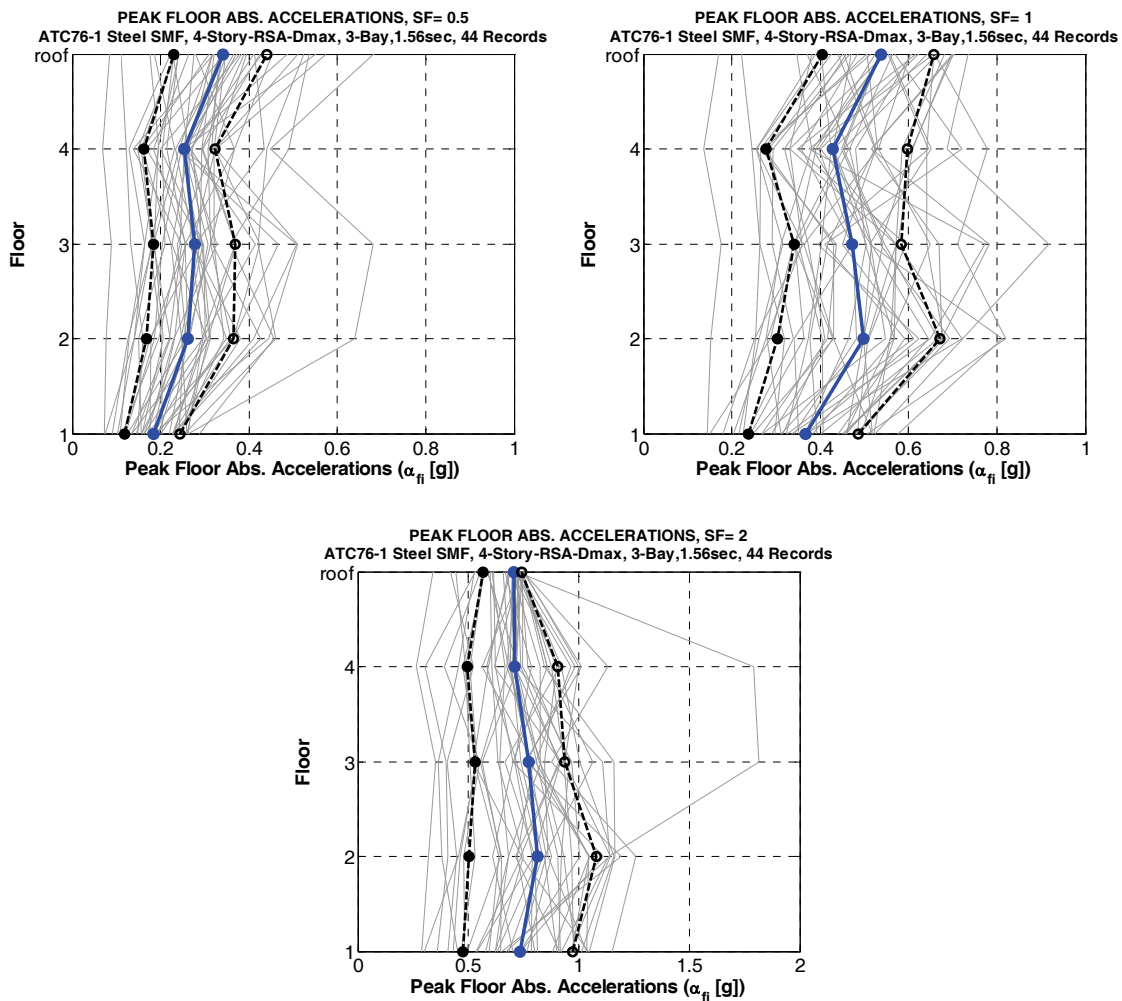 PEAK FLOOR ABS. ACCELERATIONS, SF= 0.5
ATC76-1 Steel SMF, 4-Story-RSA-Dmax, 3-Bay,1.56sec, 44 Records
roof
4
3
2
1
Floor
0.2
0.4
0.6
0.8
1
Peak Floor Abs. Accelerations (α_fi [g])
PEAK FLOOR ABS. ACCELERATIONS, SF= 1
ATC76-1 Steel SMF, 4-Story-RSA-Dmax, 3-Bay,1.56sec, 44 Records
roof
4
3
2
1
Floor
0
0.2
0.4
0.6
0.8
1
Peak Floor Abs. Accelerations (α_fi [g])
PEAK FLOOR ABS. ACCELERATIONS, SF= 2
ATC76-1 Steel SMF, 4-Story-RSA-Dmax, 3-Bay,1.56sec, 44 Records
roof
4
3
2
1
Floor
0
0.5
1
1.5
2
Peak Floor Abs. Accelerations (α_fi [g])